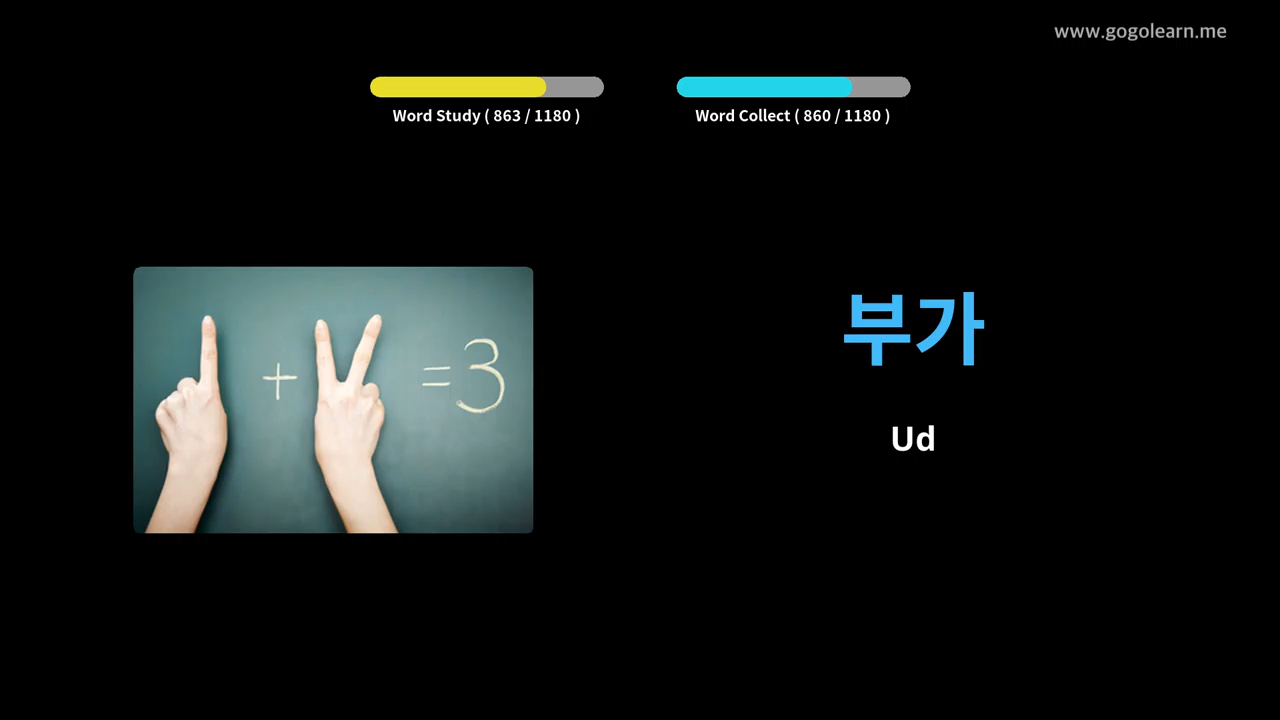 www.gogolearn.me
Word Study ( 863 / 1180 )
Word Collect ( 860 / 1180 )
+ = 3
부가
Ud